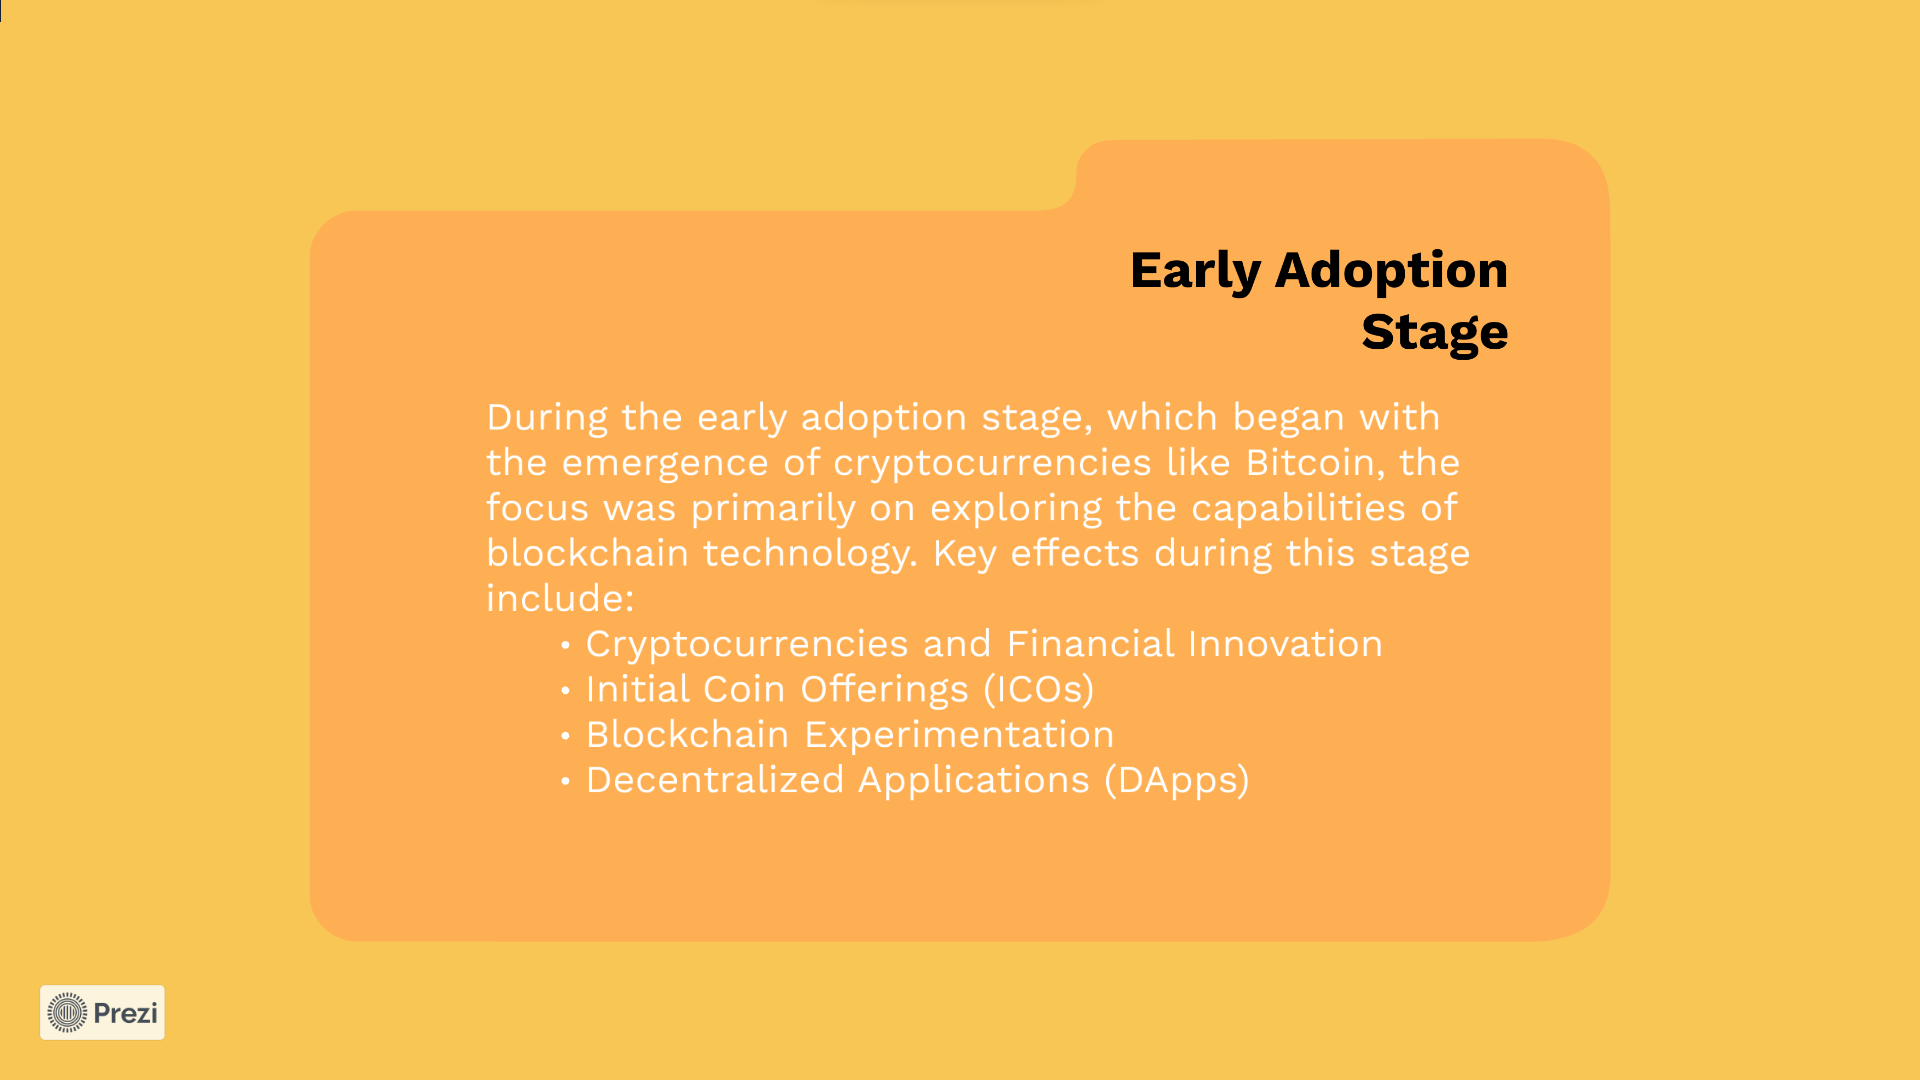 Early Adoption
Stage
During the early adoption stage, which began with
the emergence of cryptocurrencies like Bitcoin, the
focus was primarily on exploring the capabilities of
blockchain technology. Key effects during this stage
include:
• Cryptocurrencies and Financial Innovation
• Initial Coin Offerings (ICOs)
• Blockchain Experimentation
• Decentralized Applications (DApps)
Prezi